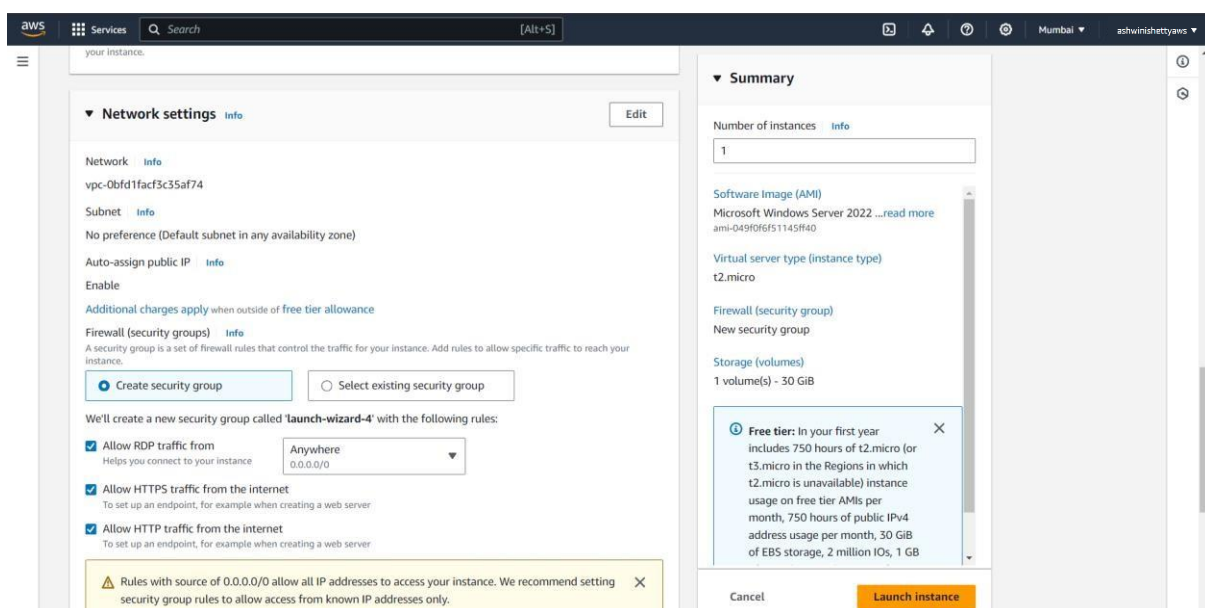 aws
Services
Search
[Alt+S]
Mumbai
ashwinishettyaws
your instance.
Network settings Info
Edit
Network Info
vpc-0bfd1facf3c35af74
Subnet Info
No preference (Default subnet in any availability zone)
Auto-assign public IP Info
Enable
Additional charges apply when outside of free tier allowance
Firewall (security groups) Info
A security group is a set of firewall rules that control the traffic for your instance. Add rules to allow specific traffic to reach your
instance.
Create security group
Select existing security group
We'll create a new security group called 'launch-wizard-4' with the following rules:
Allow RDP traffic from
Helps you connect to your instance
Anywhere
0.0.0.0/0
Allow HTTPS traffic from the internet
To set up an endpoint, for example when creating a web server
Allow HTTP traffic from the internet
To set up an endpoint, for example when creating a web server
Rules with source of 0.0.0.0/0 allow all IP addresses to access your instance. We recommend setting
security group rules to allow access from known IP addresses only.
Summary
Number of instances Info
1
Software Image (AMI)
Microsoft Windows Server 2022 ...read more
ami-049f0f6f51145ff40
Virtual server type (instance type)
t2.micro
Firewall (security group)
New security group
Storage (volumes)
1 volume(s) - 30 GiB
Free tier: In your first year
includes 750 hours of t2.micro (or
t3.micro in the Regions in which
t2.micro is unavailable) instance
usage on free tier AMIs per
month, 750 hours of public IPv4
address usage per month, 30 GiB
of EBS storage, 2 million IOs, 1 GB
Cancel
Launch instance